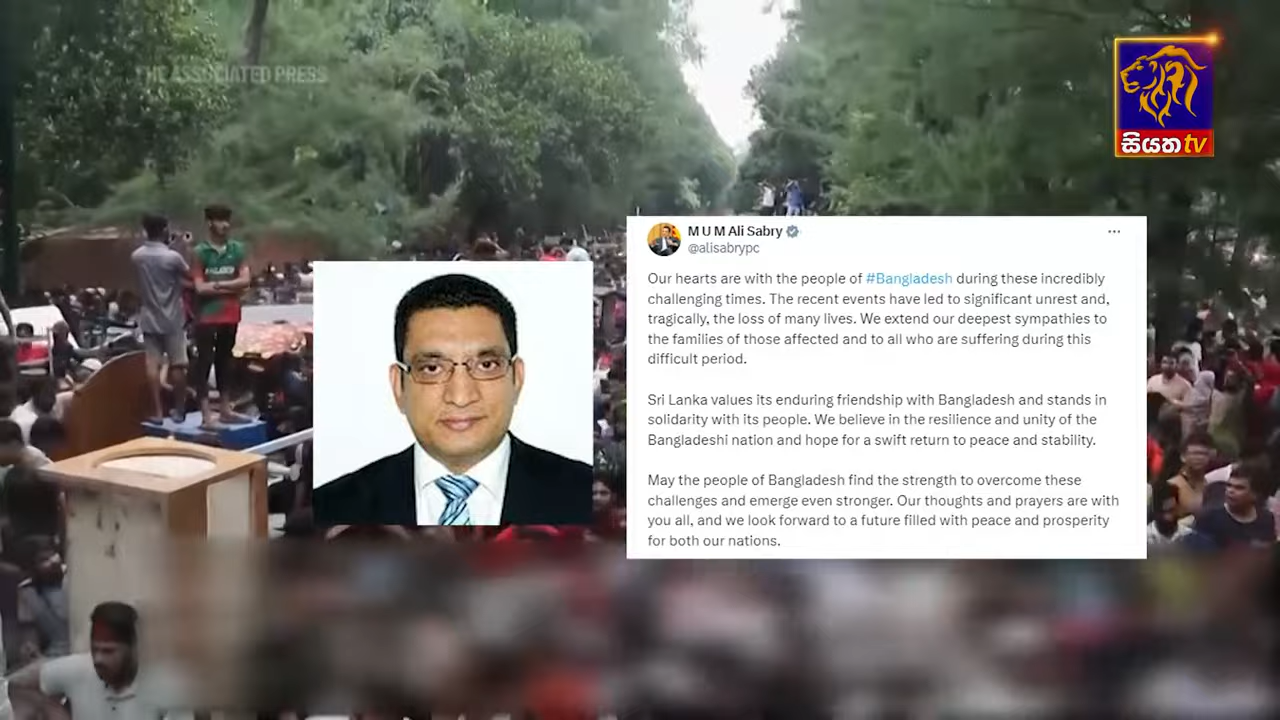 THE ASSOCIATED PRESS
සියත tv
M U M Ali Sabry
@alisabrypc
Our hearts are with the people of #Bangladesh during these incredibly
challenging times. The recent events have led to significant unrest and,
tragically, the loss of many lives. We extend our deepest sympathies to
the families of those affected and to all who are suffering during this
difficult period.
Sri Lanka values its enduring friendship with Bangladesh and stands in
solidarity with its people. We believe in the resilience and unity of the
Bangladeshi nation and hope for a swift return to peace and stability.
May the people of Bangladesh find the strength to overcome these
challenges and emerge even stronger. Our thoughts and prayers are with
you all, and we look forward to a future filled with peace and prosperity
for both our nations.